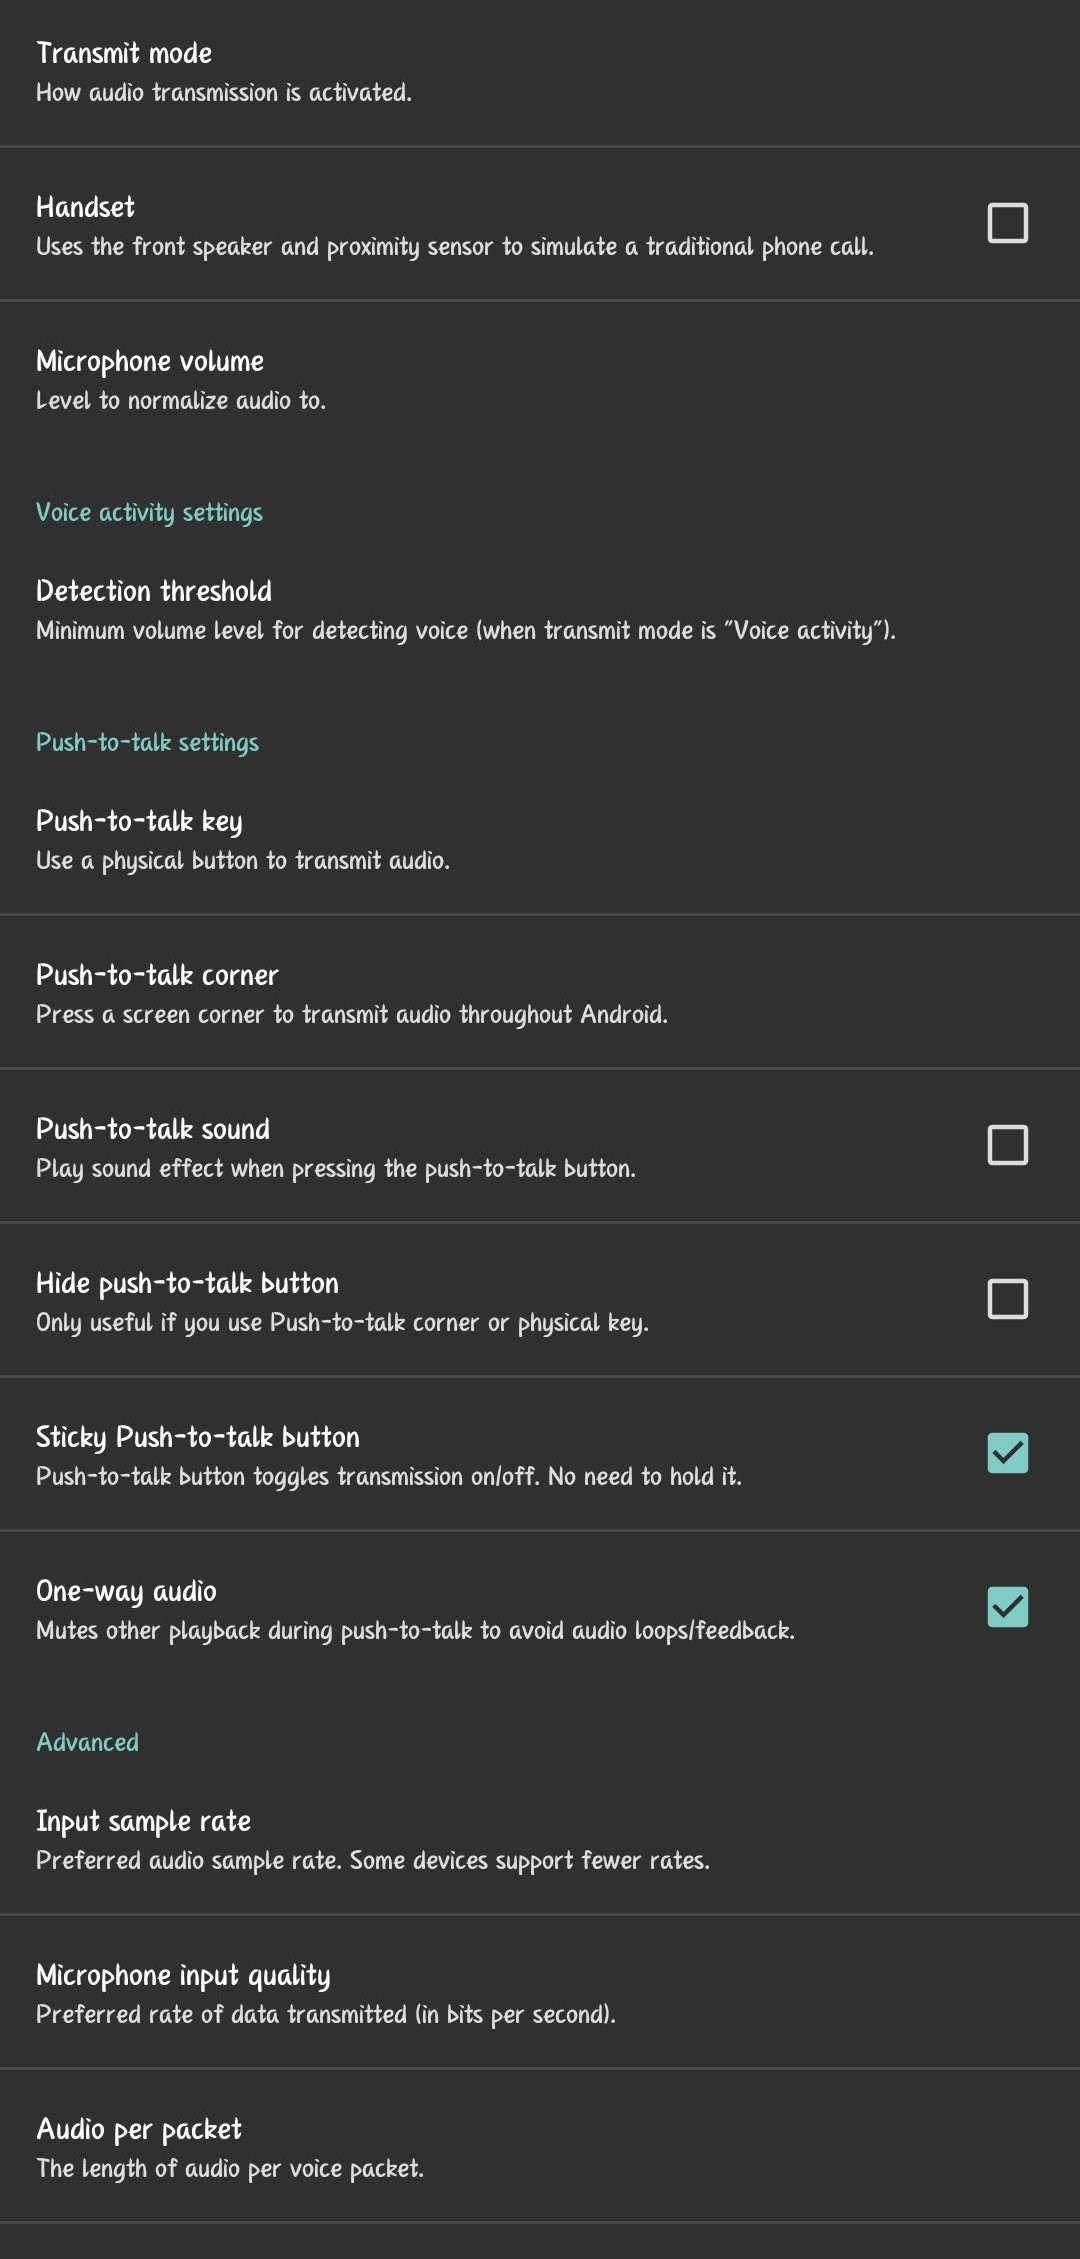 Transmit mode
How audio transmission is activated.
Handset
Uses the front speaker and proximity sensor to simulate a traditional phone call.
Microphone volume
Level to normalize audio to.
Voice activity settings
Detection threshold
Minimum volume level for detecting voice (when transmit mode is "Voice activity").
Push-to-talk settings
Push-to-talk key
Use a physical button to transmit audio.
Push-to-talk corner
Press a screen corner to transmit audio throughout Android.
Push-to-talk sound
Play sound effect when pressing the push-to-talk button.
Hide push-to-talk button
Only useful if you use Push-to-talk corner or physical key.
Sticky Push-to-talk button
Push-to-talk button toggles transmission on/off. No need to hold it.
One-way audio
Mutes other playback during push-to-talk to avoid audio loops/feedback.
Advanced
Input sample rate
Preferred audio sample rate. Some devices support fewer rates.
Microphone input quality
Preferred rate of data transmitted (in bits per second).
Audio per packet
The length of audio per voice packet.